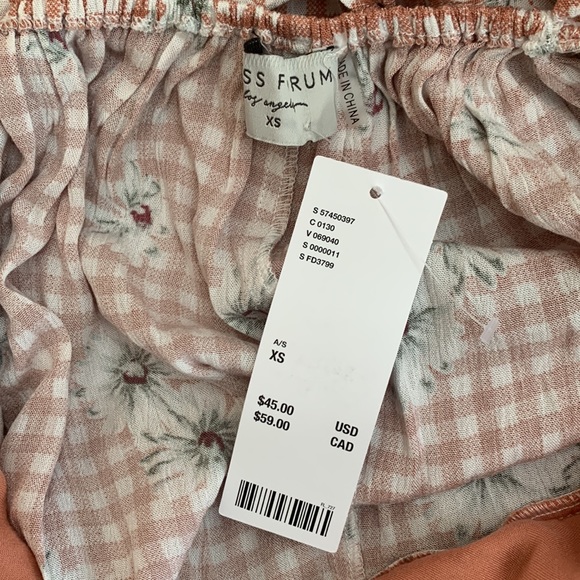 SS FRUM
los angeles
XS
MADE IN CHINA
S 57450397
C 0130
V 069040
S 0000011
S FD3799
A/S
XS
$45.00 USD
$59.00 CAD